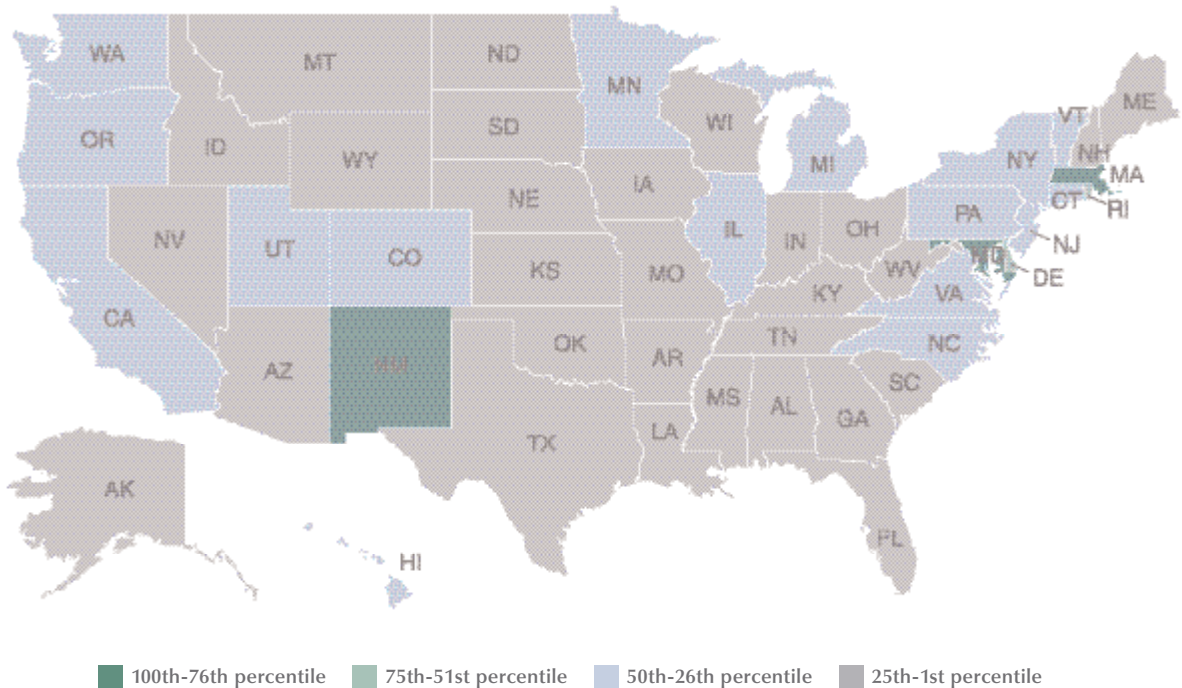 WA
MT
ND
MN
ME
VT
OR
ID
SD
WI
NH
WY
MI
NY
MA
NE
IA
CT
RI
PA
NV
UT
CO
IL
IN
OH
NJ
KS
MO
WV
MD
DE
KY
VA
CA
TN
NC
AZ
NM
OK
AR
SC
MS
AL
GA
TX
LA
AK
FL
HI
100th-76th percentile 75th-51st percentile 50th-26th percentile 25th-1st percentile